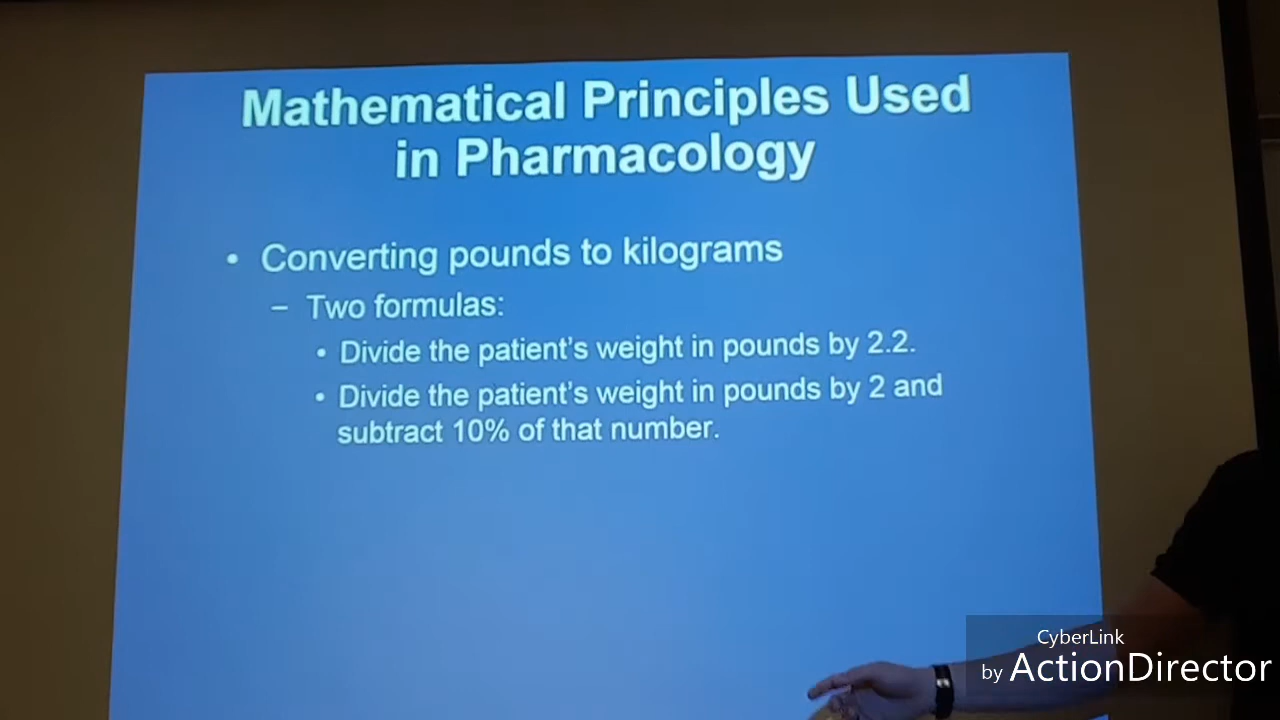 Mathematical Principles Used
in Pharmacology
• Converting pounds to kilograms
– Two formulas:
• Divide the patient's weight in pounds by 2.2.
• Divide the patient's weight in pounds by 2 and
subtract 10% of that number.
CyberLink
by ActionDirector